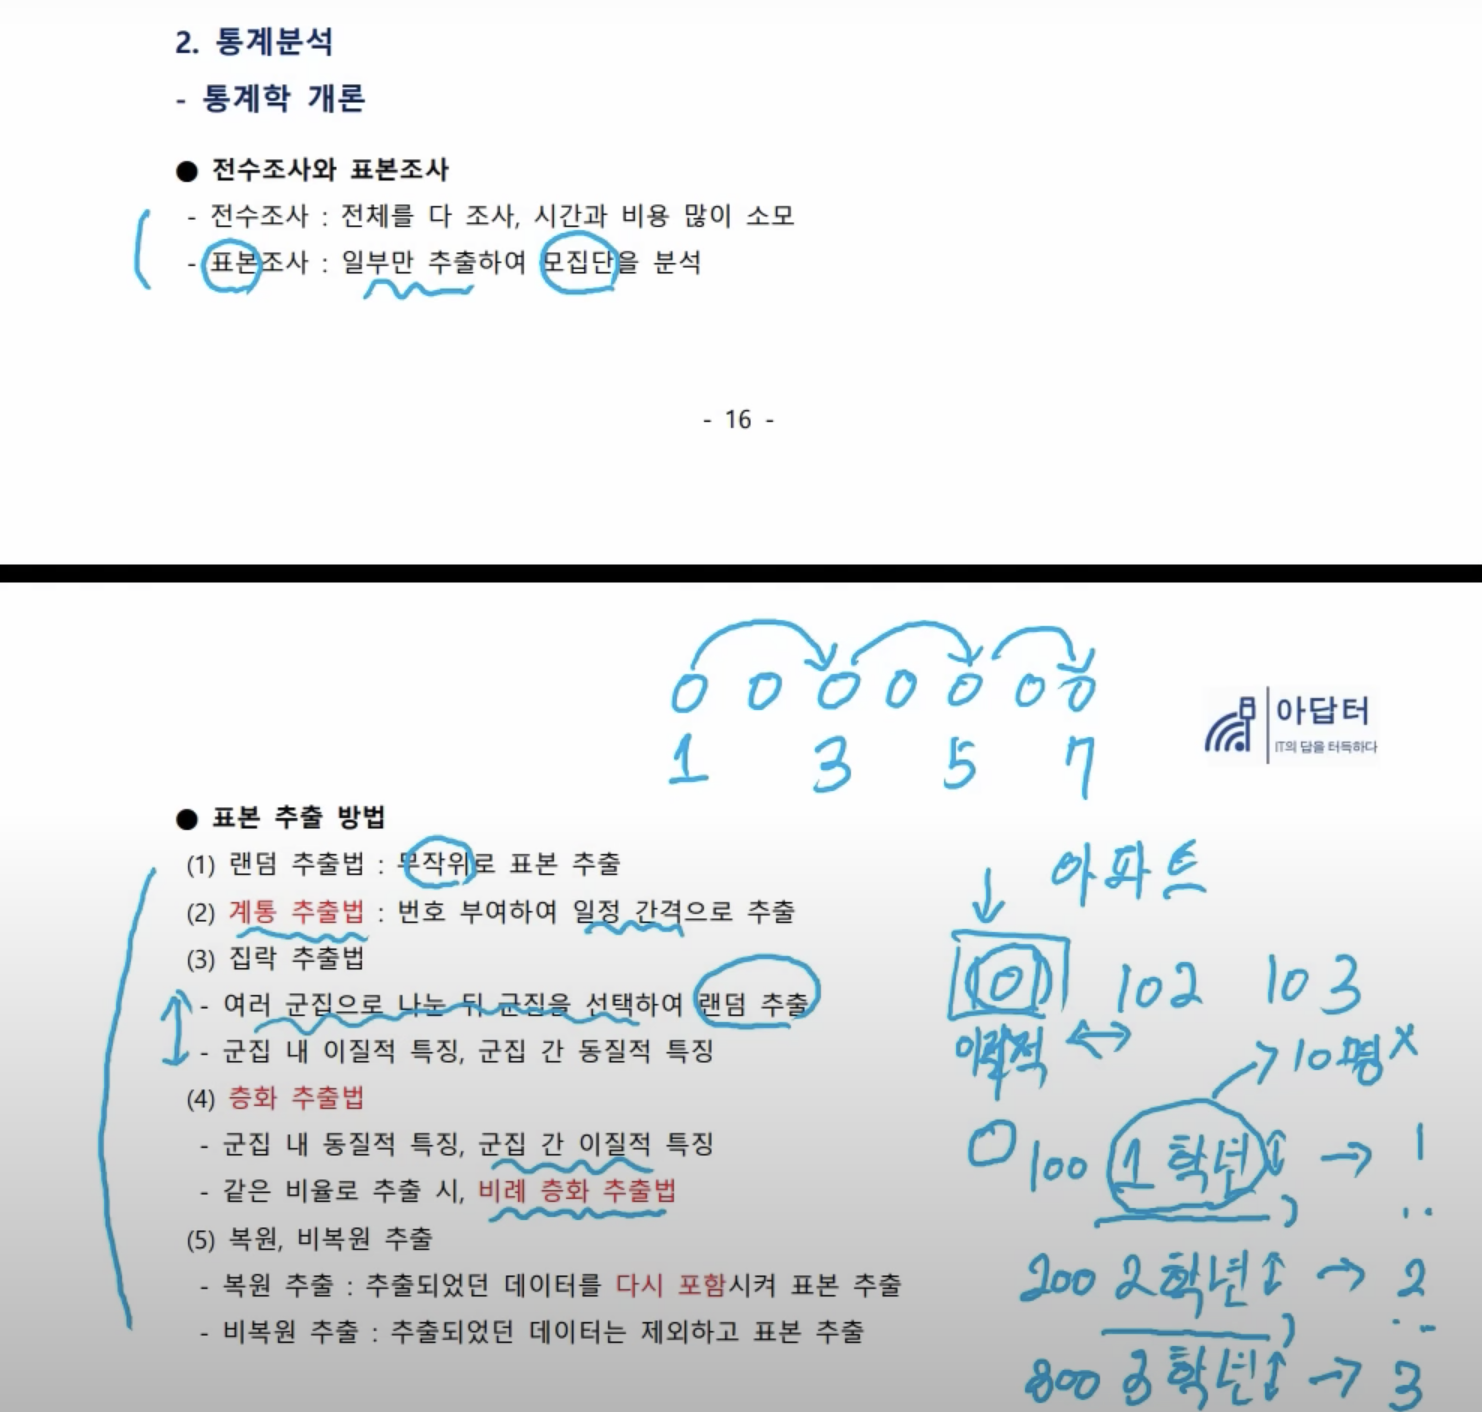 2. 통계분석
- 통계학 개론
● 전수조사와 표본조사
- 전수조사 : 전체를 다 조사, 시간과 비용 많이 소모
- 표본조사 : 일부만 추출하여 모집단을 분석
- 16 -
0 0 0 0 0 0 0
1 3 5 7
아답터
IT의 답을 터득하다
● 표본 추출 방법
(1) 랜덤 추출법 : 무작위로 표본 추출
(2) 계통 추출법 : 번호 부여하여 일정 간격으로 추출
(3) 집락 추출법
- 여러 군집으로 나눈 뒤 군집을 선택하여 랜덤 추출
- 군집 내 이질적 특징, 군집 간 동질적 특징
(4) 층화 추출법
- 군집 내 동질적 특징, 군집 간 이질적 특징
- 같은 비율로 추출 시, 비례 층화 추출법
(5) 복원, 비복원 추출
- 복원 추출 : 추출되었던 데이터를 다시 포함시켜 표본 추출
- 비복원 추출 : 추출되었던 데이터는 제외하고 표본 추출
아파트
101 102 103
이질적 ↔
→ 10명 X
100 1학년 → 1
200 2학년 → 2
3학년 → 3